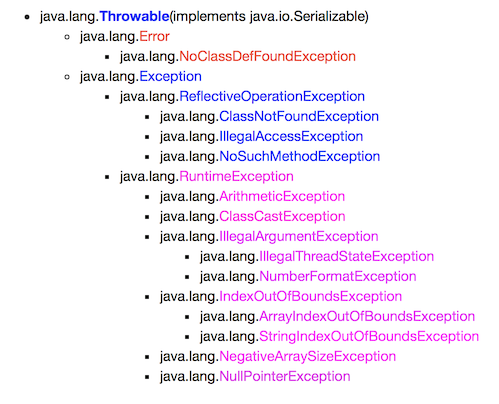 java.lang.Throwable(implements java.io.Serializable)
java.lang.Error
java.lang.NoClassDefFoundException
java.lang.Exception
java.lang.ReflectiveOperationException
java.lang.ClassNotFoundException
java.lang.IllegalAccessException
java.lang.NoSuchMethodException
java.lang.RuntimeException
java.lang.ArithmeticException
java.lang.ClassCastException
java.lang.IllegalArgumentException
java.lang.IllegalThreadStateException
java.lang.NumberFormatException
java.lang.IndexOutOfBoundsException
java.lang.ArrayIndexOutOfBoundsException
java.lang.StringIndexOutOfBoundsException
java.lang.NegativeArraySizeException
java.lang.NullPointerException